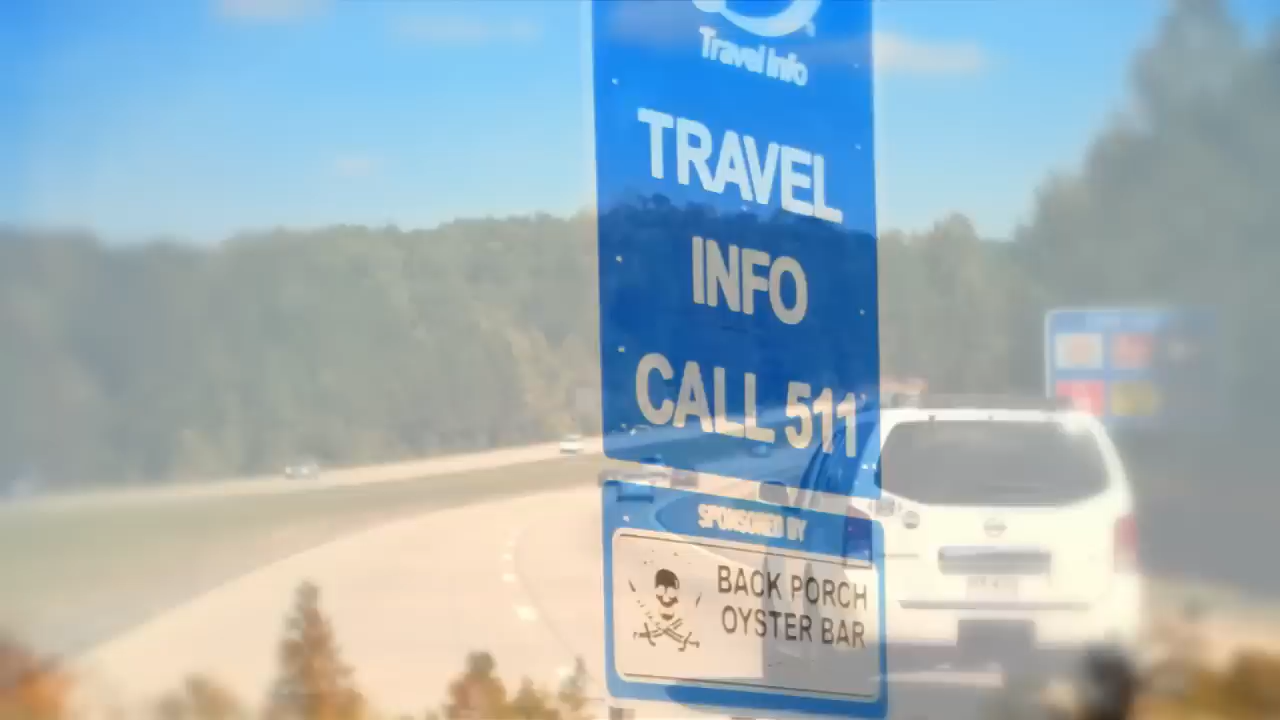 Travel Info
TRAVEL
INFO
CALL 511
SPONSORED BY
BACK PORCH
OYSTER BAR